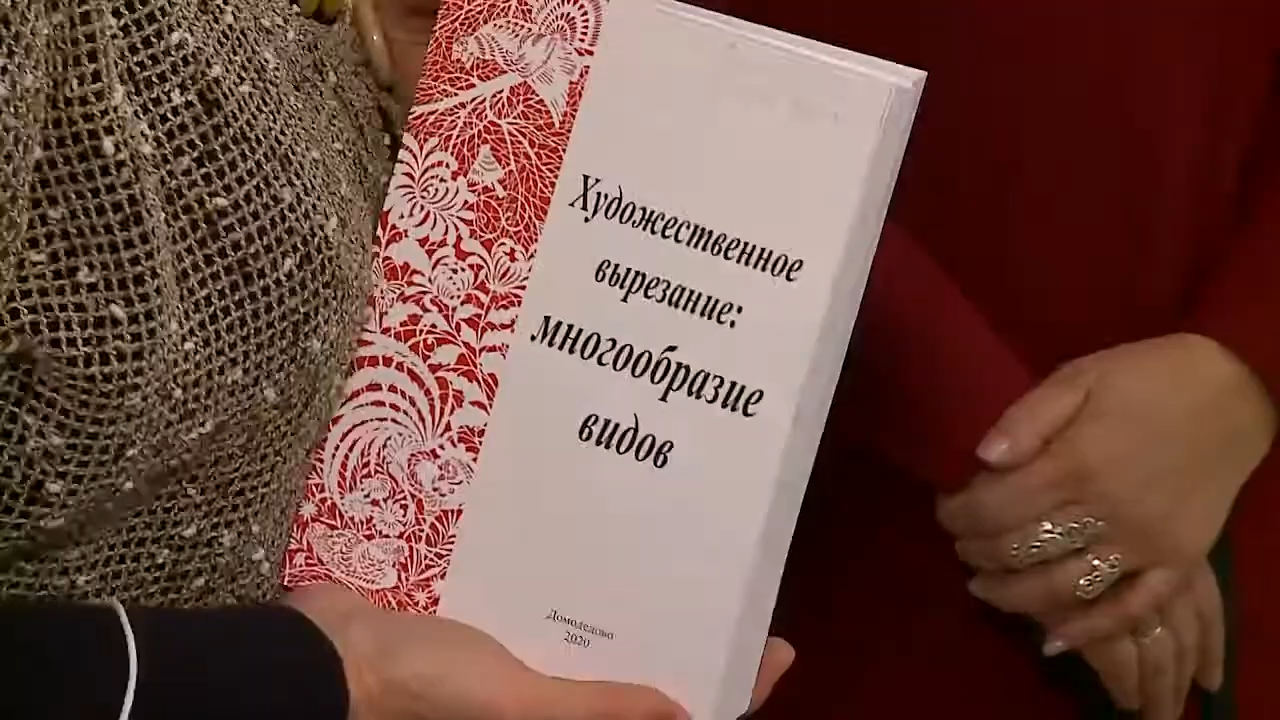 Художественное
вырезание:
многообразие
видов
Домодедово
2020